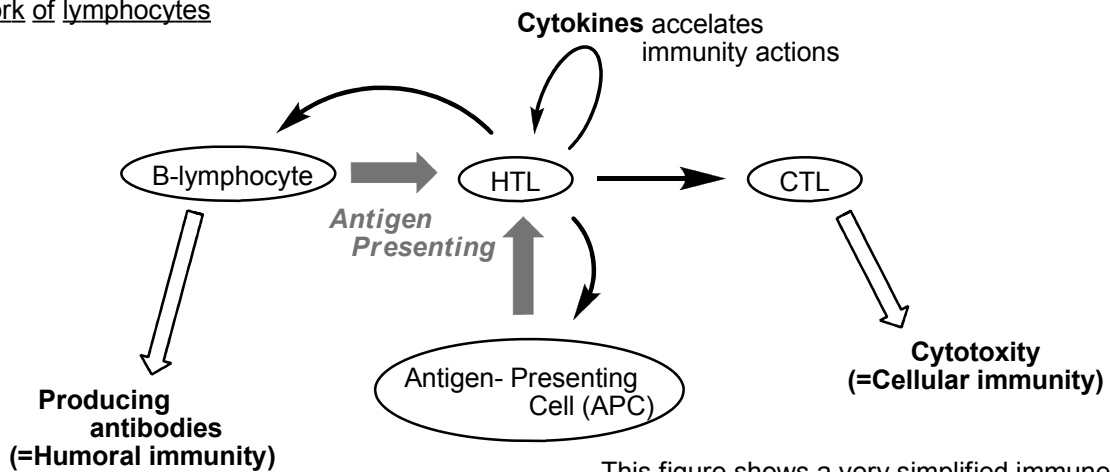 of lymphocytes
Cytokines accelates
immunity actions
B-lymphocyte
HTL
CTL
Antigen
Presenting
Antigen- Presenting
Cell (APC)
Cytotoxity
(=Cellular immunity)
Producing
antibodies
(=Humoral immunity)
This figure shows a very simplified immune